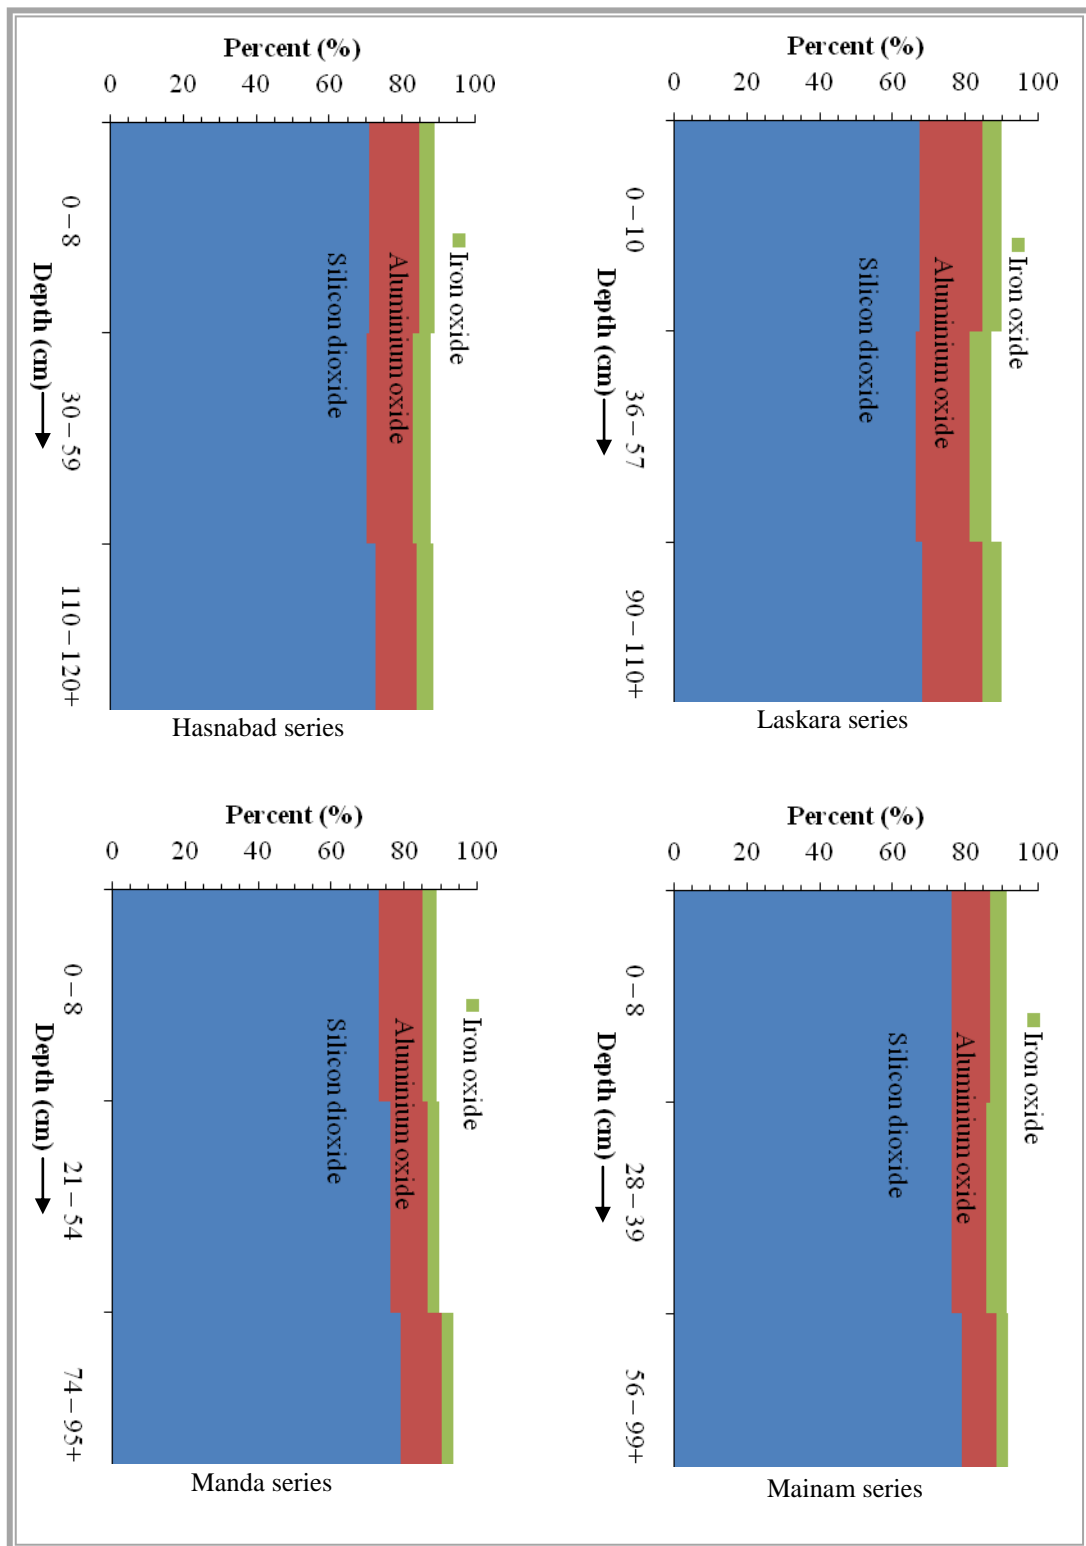 Percent (%)
0 20 40 60 80 100
0–8
30–59
110–120+
Depth (cm)
Silicon dioxide
Aluminium oxide
Iron oxide
Hasnabad series
Percent (%)
0 20 40 60 80 100
0–10
36–57
90–110+
Depth (cm)
Silicon dioxide
Aluminium oxide
Iron oxide
Laskara series
Percent (%)
0 20 40 60 80 100
0–8
21–54
74–95+
Depth (cm)
Silicon dioxide
Aluminium oxide
Iron oxide
Manda series
Percent (%)
0 20 40 60 80 100
0–8
28–39
56–99+
Depth (cm)
Silicon dioxide
Aluminium oxide
Iron oxide
Mainam series